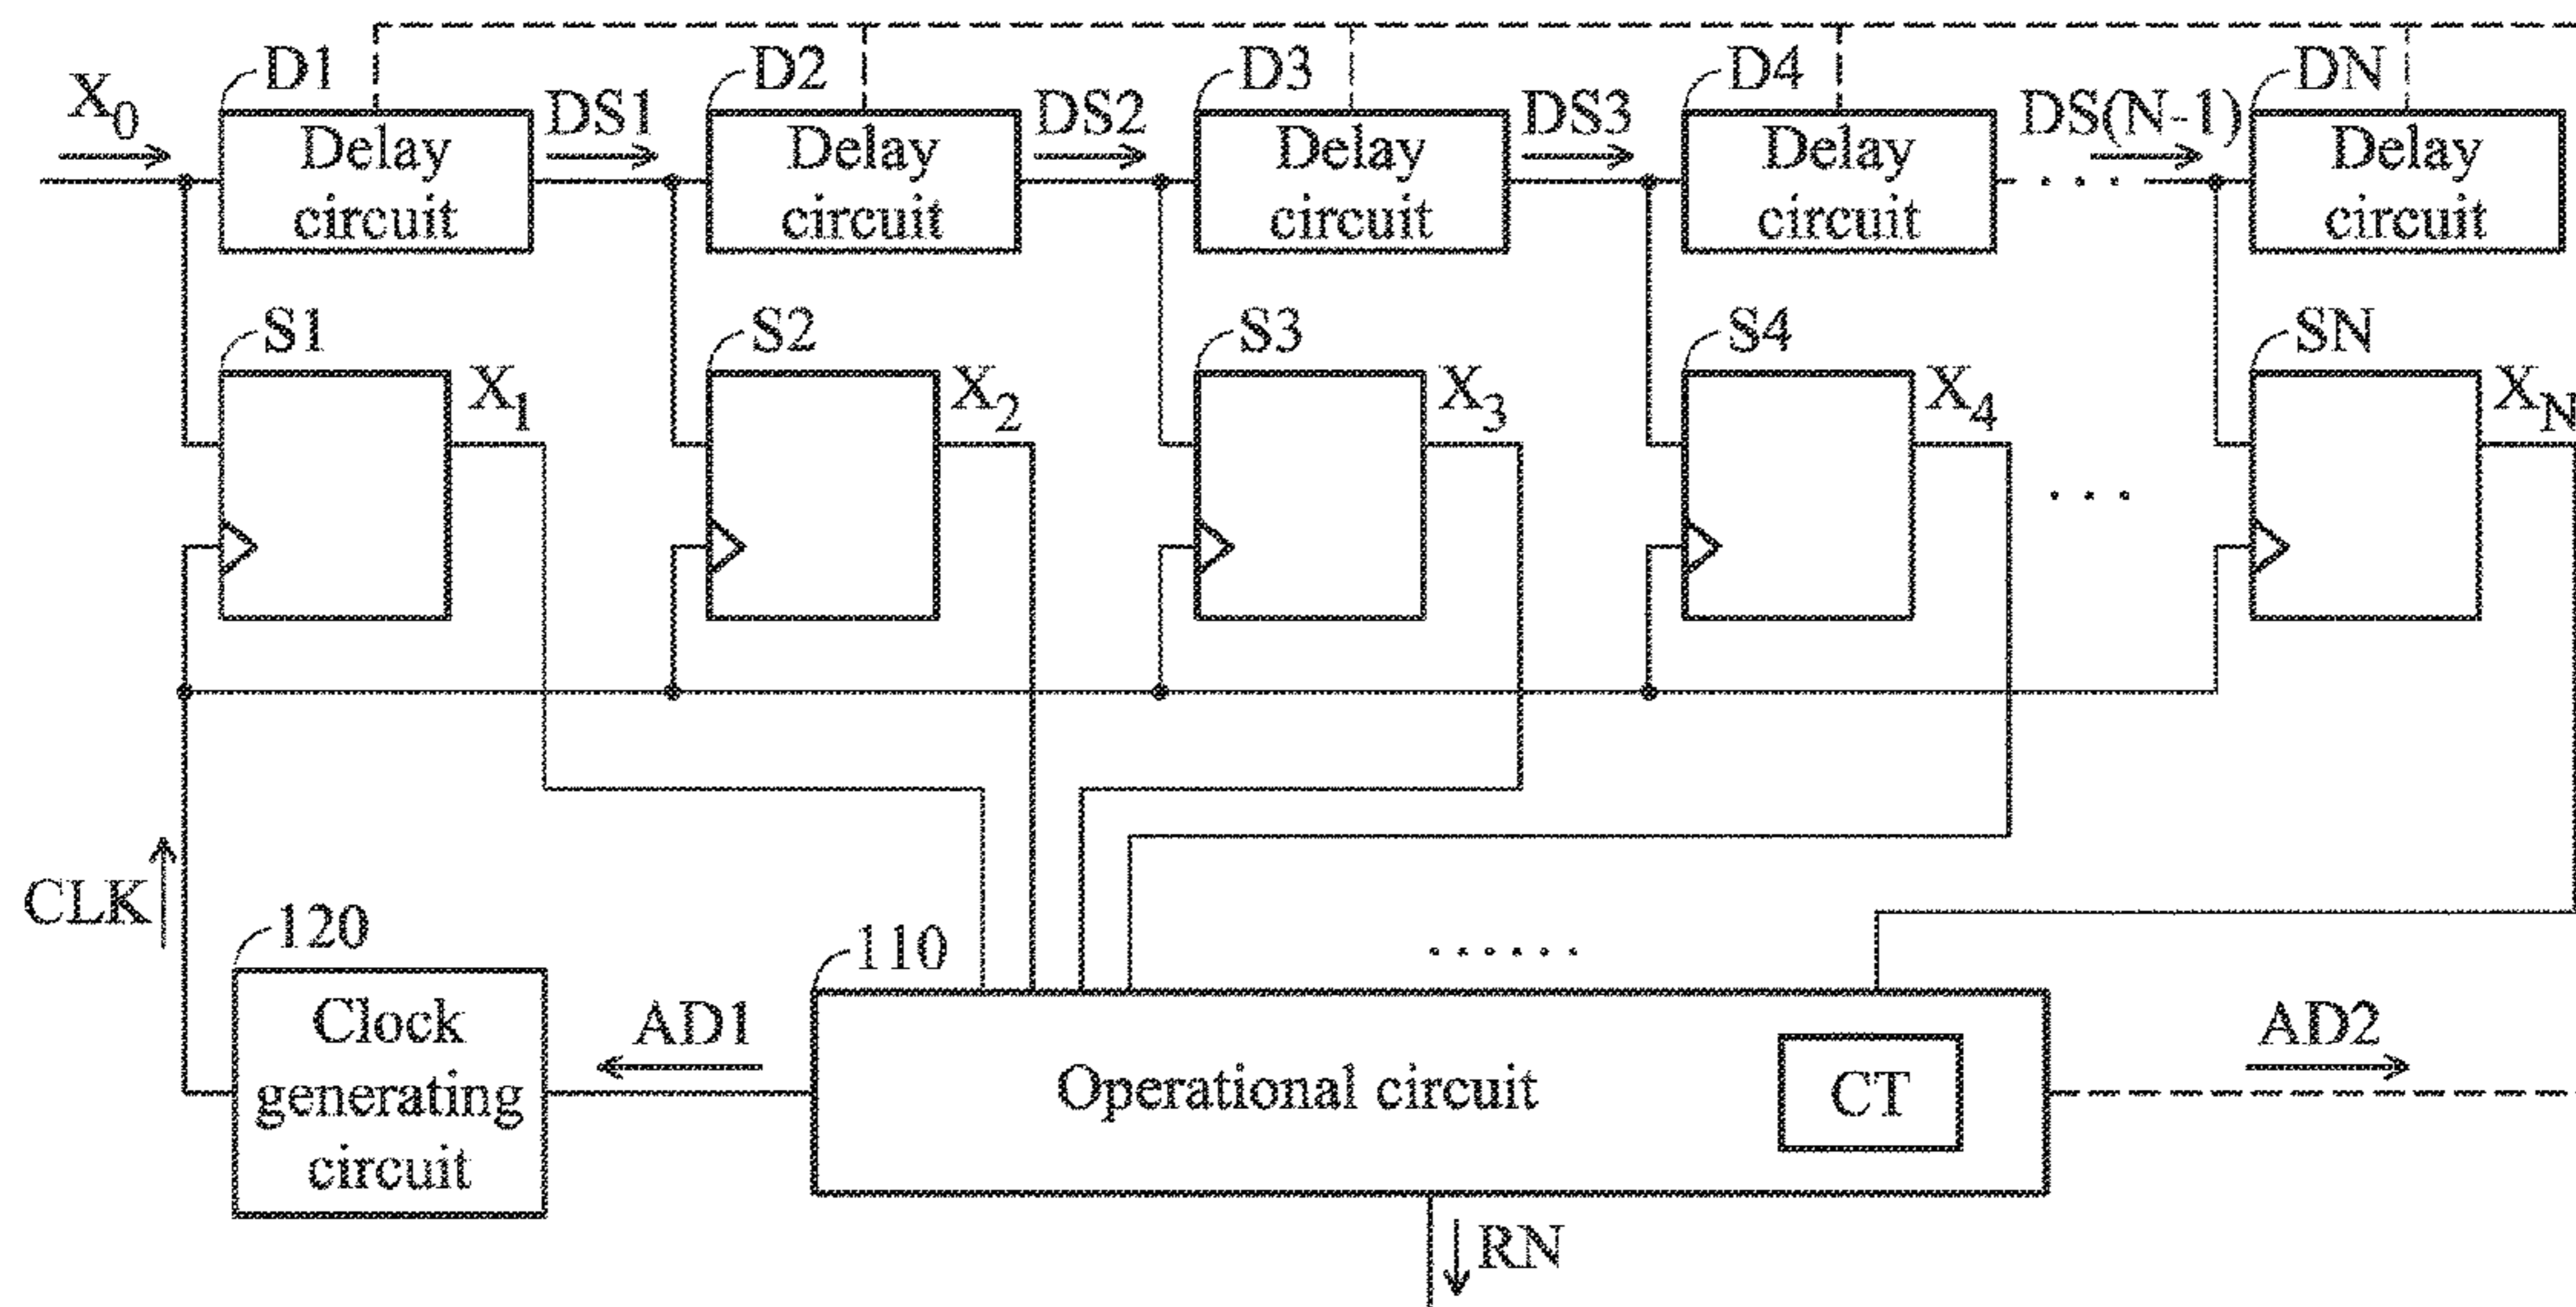 X0
D1
D2
D3
D4
DN
DS1
DS2
DS3
DS(N-1)
Delay circuit
Delay circuit
Delay circuit
Delay circuit
Delay circuit
S1
S2
S3
S4
SN
X1
X2
X3
X4
XN
. . .
CLK
120
110
. . . . . .
Clock
generating
circuit
AD1
Operational circuit
CT
AD2
RN